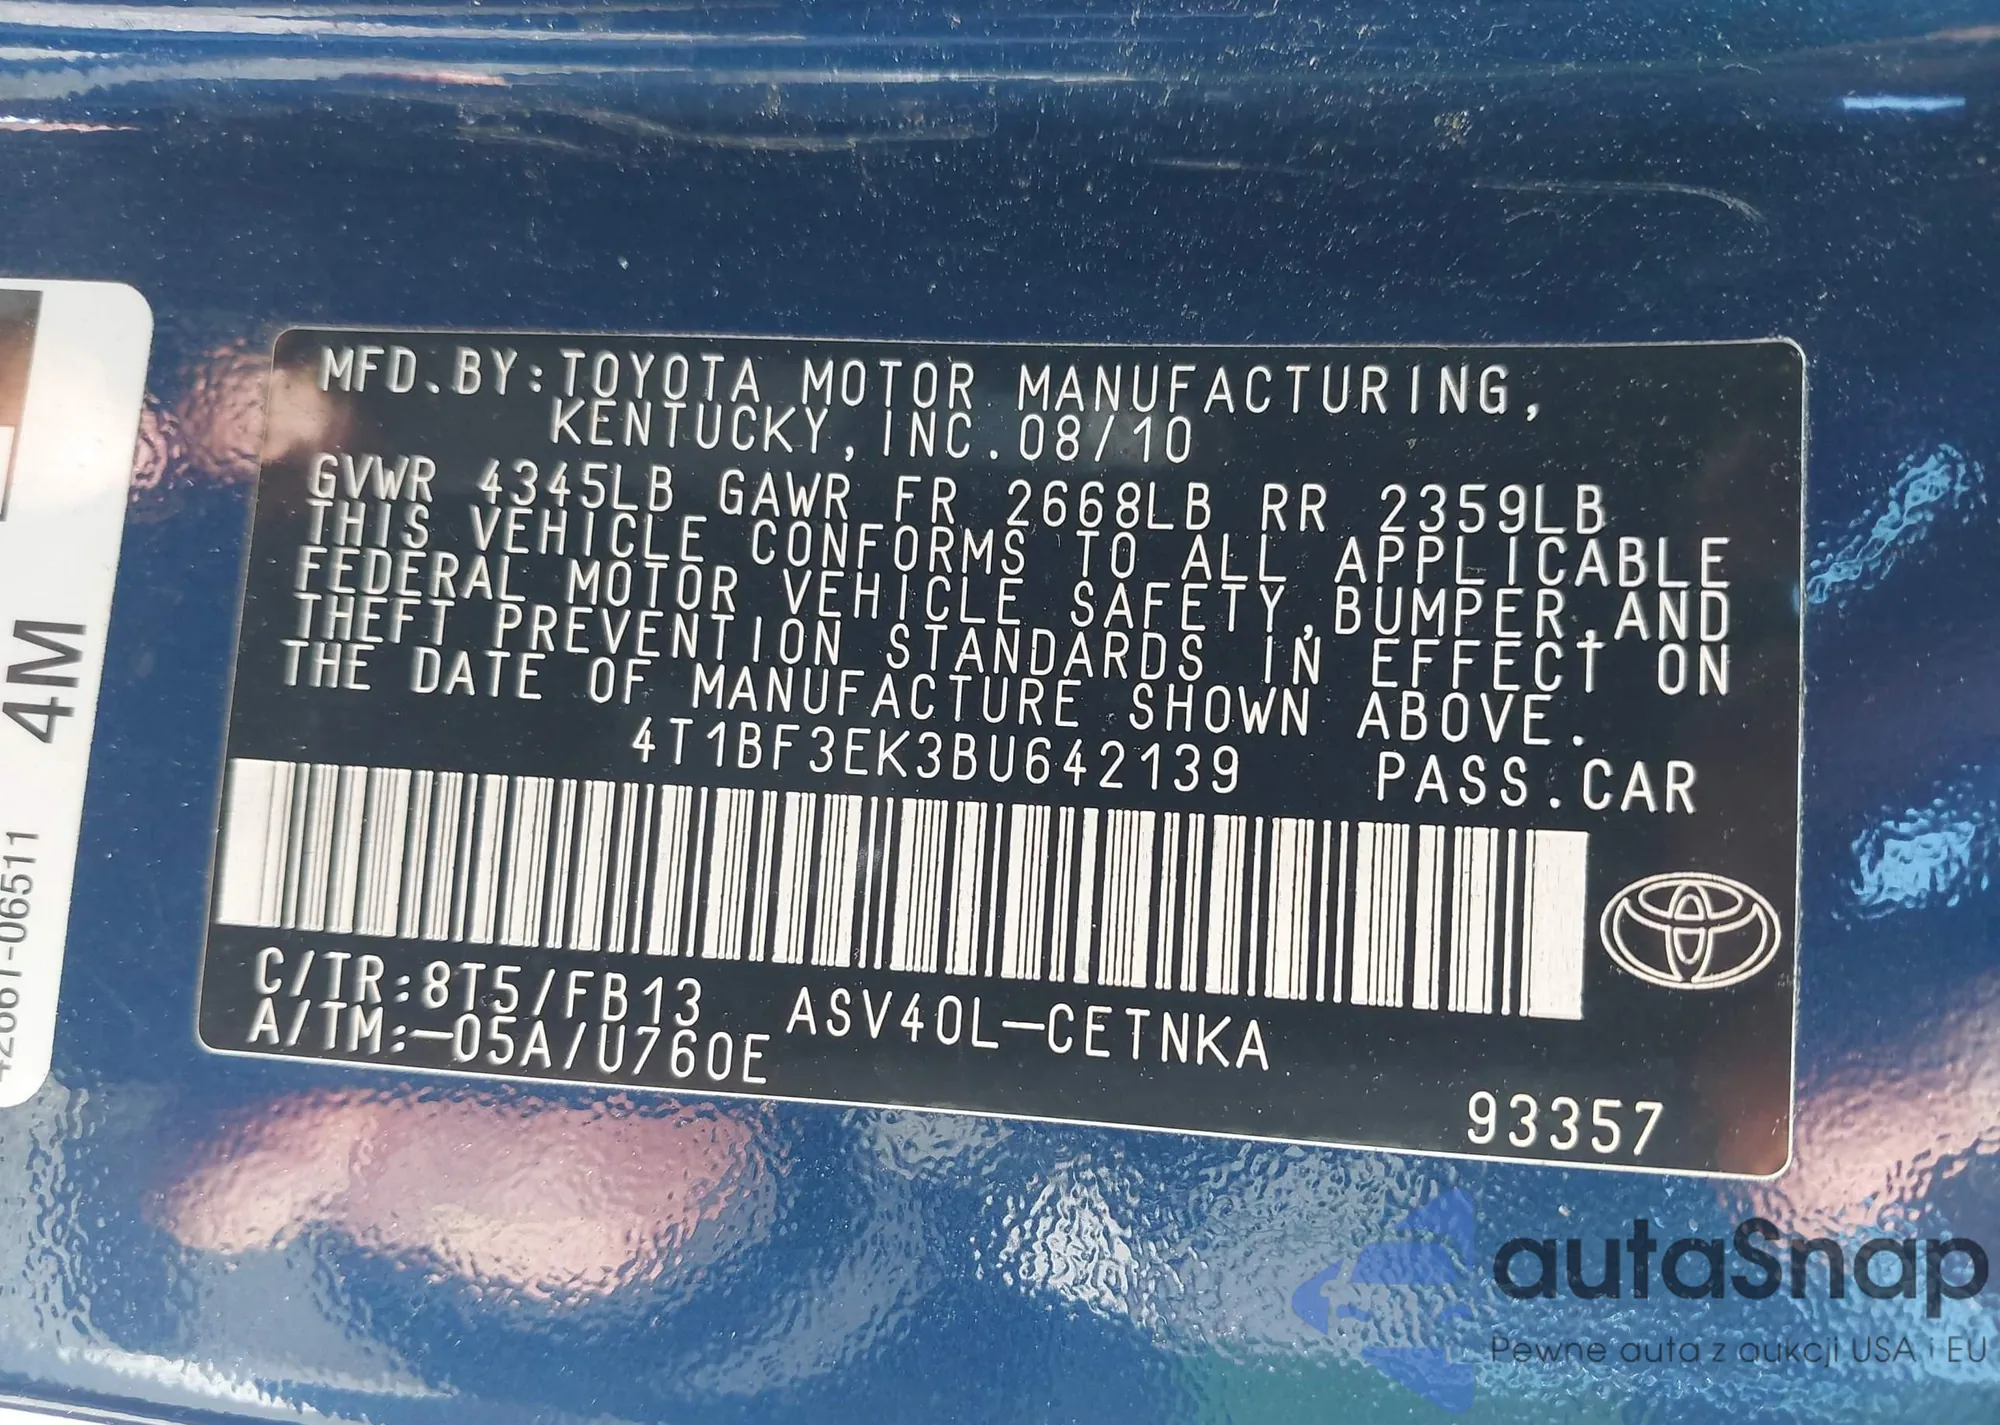 MFD.BY:TOYOTA MOTOR MANUFACTURING,
KENTUCKY,INC.08/10
GVWR 4345LB GAWR FR 2668LB RR 2359LB
THIS VEHICLE CONFORMS TO ALL APPLICABLE
FEDERAL MOTOR VEHICLE SAFETY,BUMPER,AND
THEFT PREVENTION STANDARDS IN EFFECT ON
THE DATE OF MANUFACTURE SHOWN ABOVE.
4T1BF3EK3BU642139 PASS.CAR
C/TR:8T5/FB13 ASV40L-CETNKA
A/TM:-05A/U760E
93357
4M
42661-06511
autaSnap
Pewne auta z aukcji USA i EU